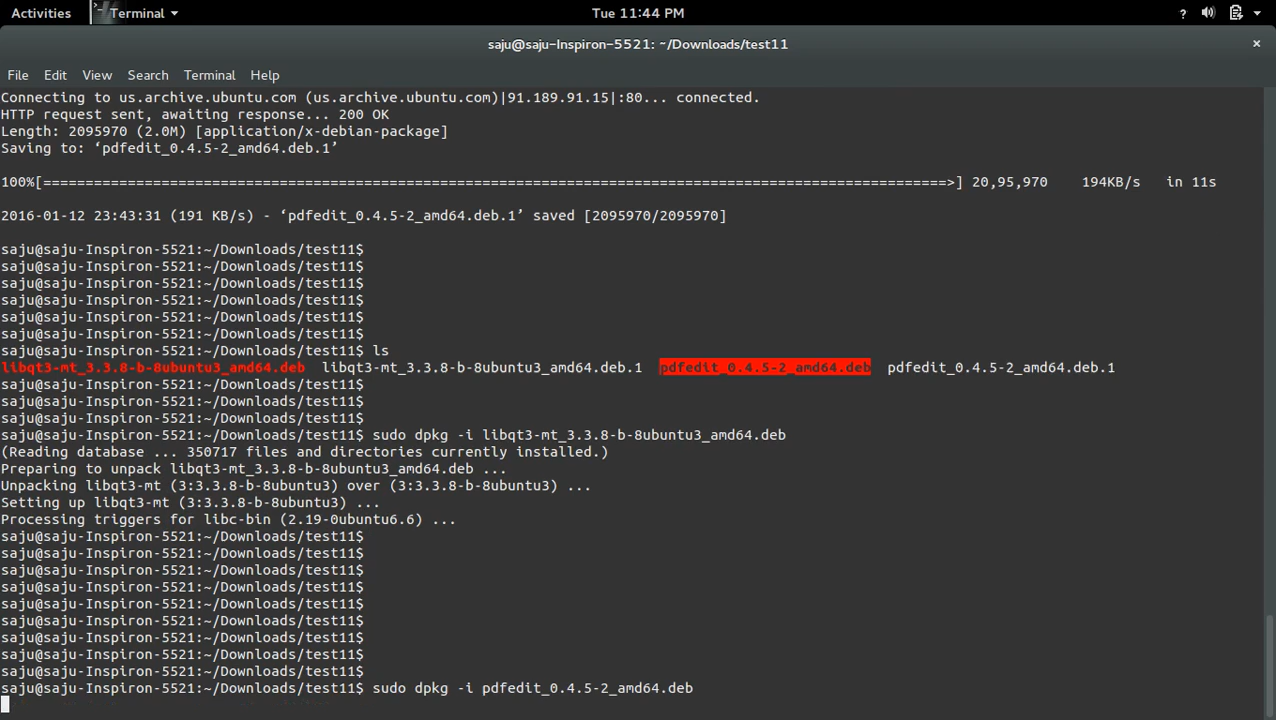 Activities Terminal Tue 11:44 PM ?
saju@saju-Inspiron-5521: ~/Downloads/test11 ×
File Edit View Search Terminal Help
Connecting to us.archive.ubuntu.com (us.archive.ubuntu.com)|91.189.91.15|:80... connected.
HTTP request sent, awaiting response... 200 OK
Length: 2095970 (2.0M) [application/x-debian-package]
Saving to: ‘pdfedit_0.4.5-2_amd64.deb.1’
100%[===========================================================================================================>] 20,95,970 194KB/s in 11s
2016-01-12 23:43:31 (191 KB/s) - ‘pdfedit_0.4.5-2_amd64.deb.1’ saved [2095970/2095970]
saju@saju-Inspiron-5521:~/Downloads/test11$
saju@saju-Inspiron-5521:~/Downloads/test11$
saju@saju-Inspiron-5521:~/Downloads/test11$
saju@saju-Inspiron-5521:~/Downloads/test11$
saju@saju-Inspiron-5521:~/Downloads/test11$
saju@saju-Inspiron-5521:~/Downloads/test11$
saju@saju-Inspiron-5521:~/Downloads/test11$ ls
libqt3-mt_3.3.8-b-8ubuntu3_amd64.deb libqt3-mt_3.3.8-b-8ubuntu3_amd64.deb.1 pdfedit_0.4.5-2_amd64.deb pdfedit_0.4.5-2_amd64.deb.1
saju@saju-Inspiron-5521:~/Downloads/test11$
saju@saju-Inspiron-5521:~/Downloads/test11$
saju@saju-Inspiron-5521:~/Downloads/test11$
saju@saju-Inspiron-5521:~/Downloads/test11$ sudo dpkg -i libqt3-mt_3.3.8-b-8ubuntu3_amd64.deb
(Reading database ... 350717 files and directories currently installed.)
Preparing to unpack libqt3-mt_3.3.8-b-8ubuntu3_amd64.deb ...
Unpacking libqt3-mt (3:3.3.8-b-8ubuntu3) over (3:3.3.8-b-8ubuntu3) ...
Setting up libqt3-mt (3:3.3.8-b-8ubuntu3) ...
Processing triggers for libc-bin (2.19-0ubuntu6.6) ...
saju@saju-Inspiron-5521:~/Downloads/test11$
saju@saju-Inspiron-5521:~/Downloads/test11$
saju@saju-Inspiron-5521:~/Downloads/test11$
saju@saju-Inspiron-5521:~/Downloads/test11$
saju@saju-Inspiron-5521:~/Downloads/test11$
saju@saju-Inspiron-5521:~/Downloads/test11$
saju@saju-Inspiron-5521:~/Downloads/test11$
saju@saju-Inspiron-5521:~/Downloads/test11$
saju@saju-Inspiron-5521:~/Downloads/test11$
saju@saju-Inspiron-5521:~/Downloads/test11$ sudo dpkg -i pdfedit_0.4.5-2_amd64.deb